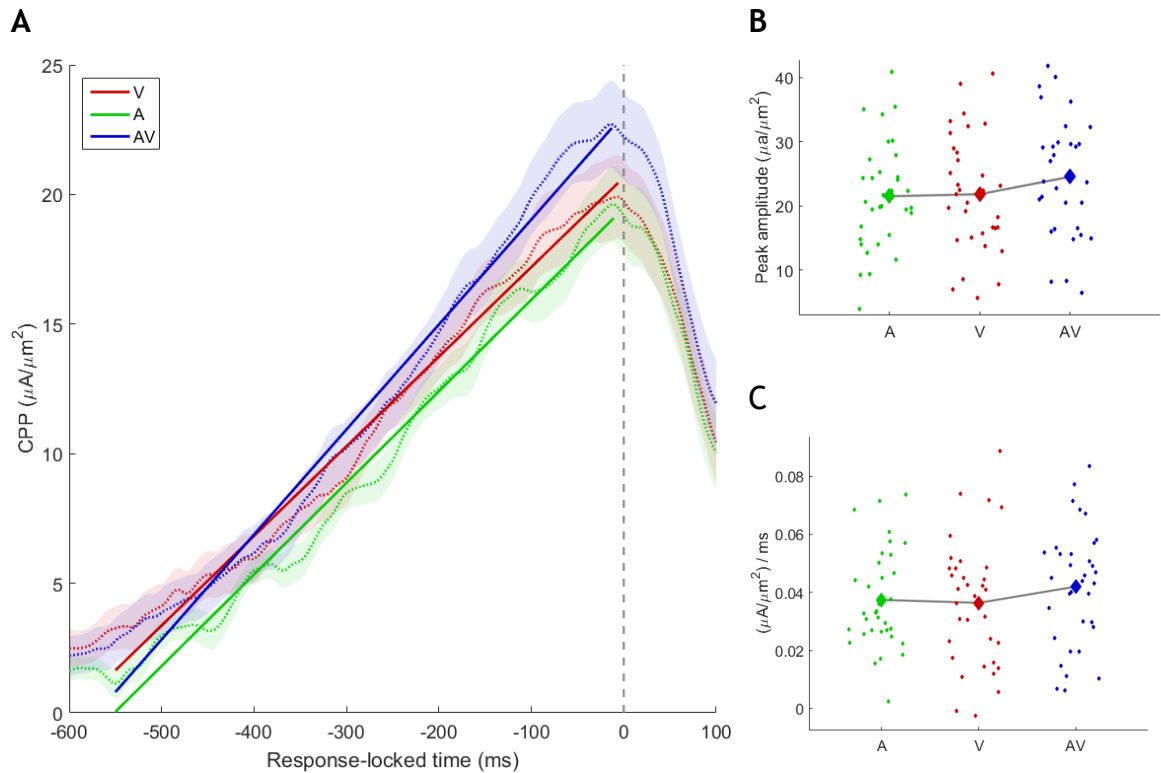 A
25
20
15
10
5
0
CPP (μA/μm²)
V
A
AV
-600 -500 -400 -300 -200 -100 0 100
Response-locked time (ms)
B
40
30
20
10
Peak amplitude (μa/μm²)
A V AV
C
0.08
0.06
0.04
0.02
0
(μA/μm²) / ms
A V AV